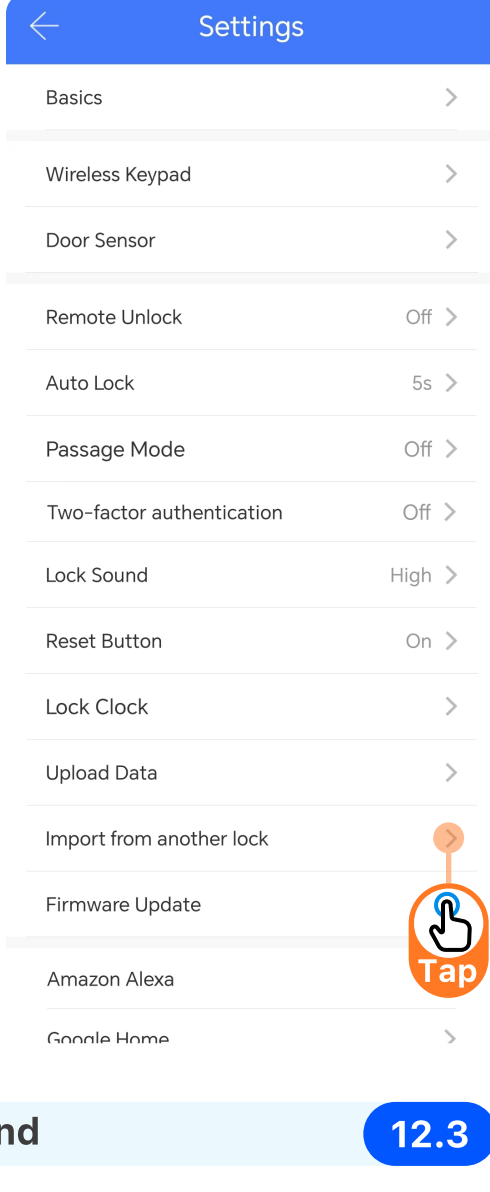 Settings
Basics
Wireless Keypad
Door Sensor
Remote Unlock Off
Auto Lock 5s
Passage Mode Off
Two-factor authentication Off
Lock Sound High
Reset Button On
Lock Clock
Upload Data
Import from another lock
Firmware Update
Tap
Amazon Alexa
Google Home
nd 12.3